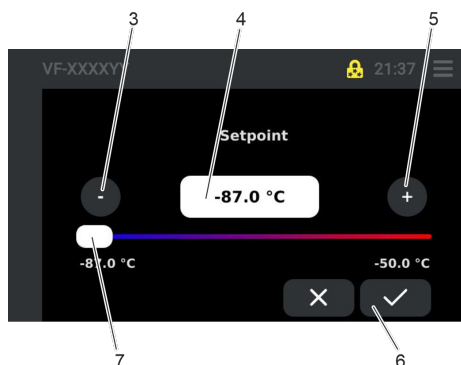 3 4 5
VF-XXXXYY 21:37
Setpoint
- -87.0 °C +
-87.0 °C -50.0 °C
7 6